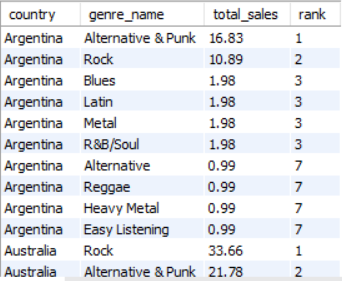 country genre_name total_sales rank
Argentina Alternative & Punk 16.83 1
Argentina Rock 10.89 2
Argentina Blues 1.98 3
Argentina Latin 1.98 3
Argentina Metal 1.98 3
Argentina R&B/Soul 1.98 3
Argentina Alternative 0.99 7
Argentina Reggae 0.99 7
Argentina Heavy Metal 0.99 7
Argentina Easy Listening 0.99 7
Australia Rock 33.66 1
Australia Alternative & Punk 21.78 2